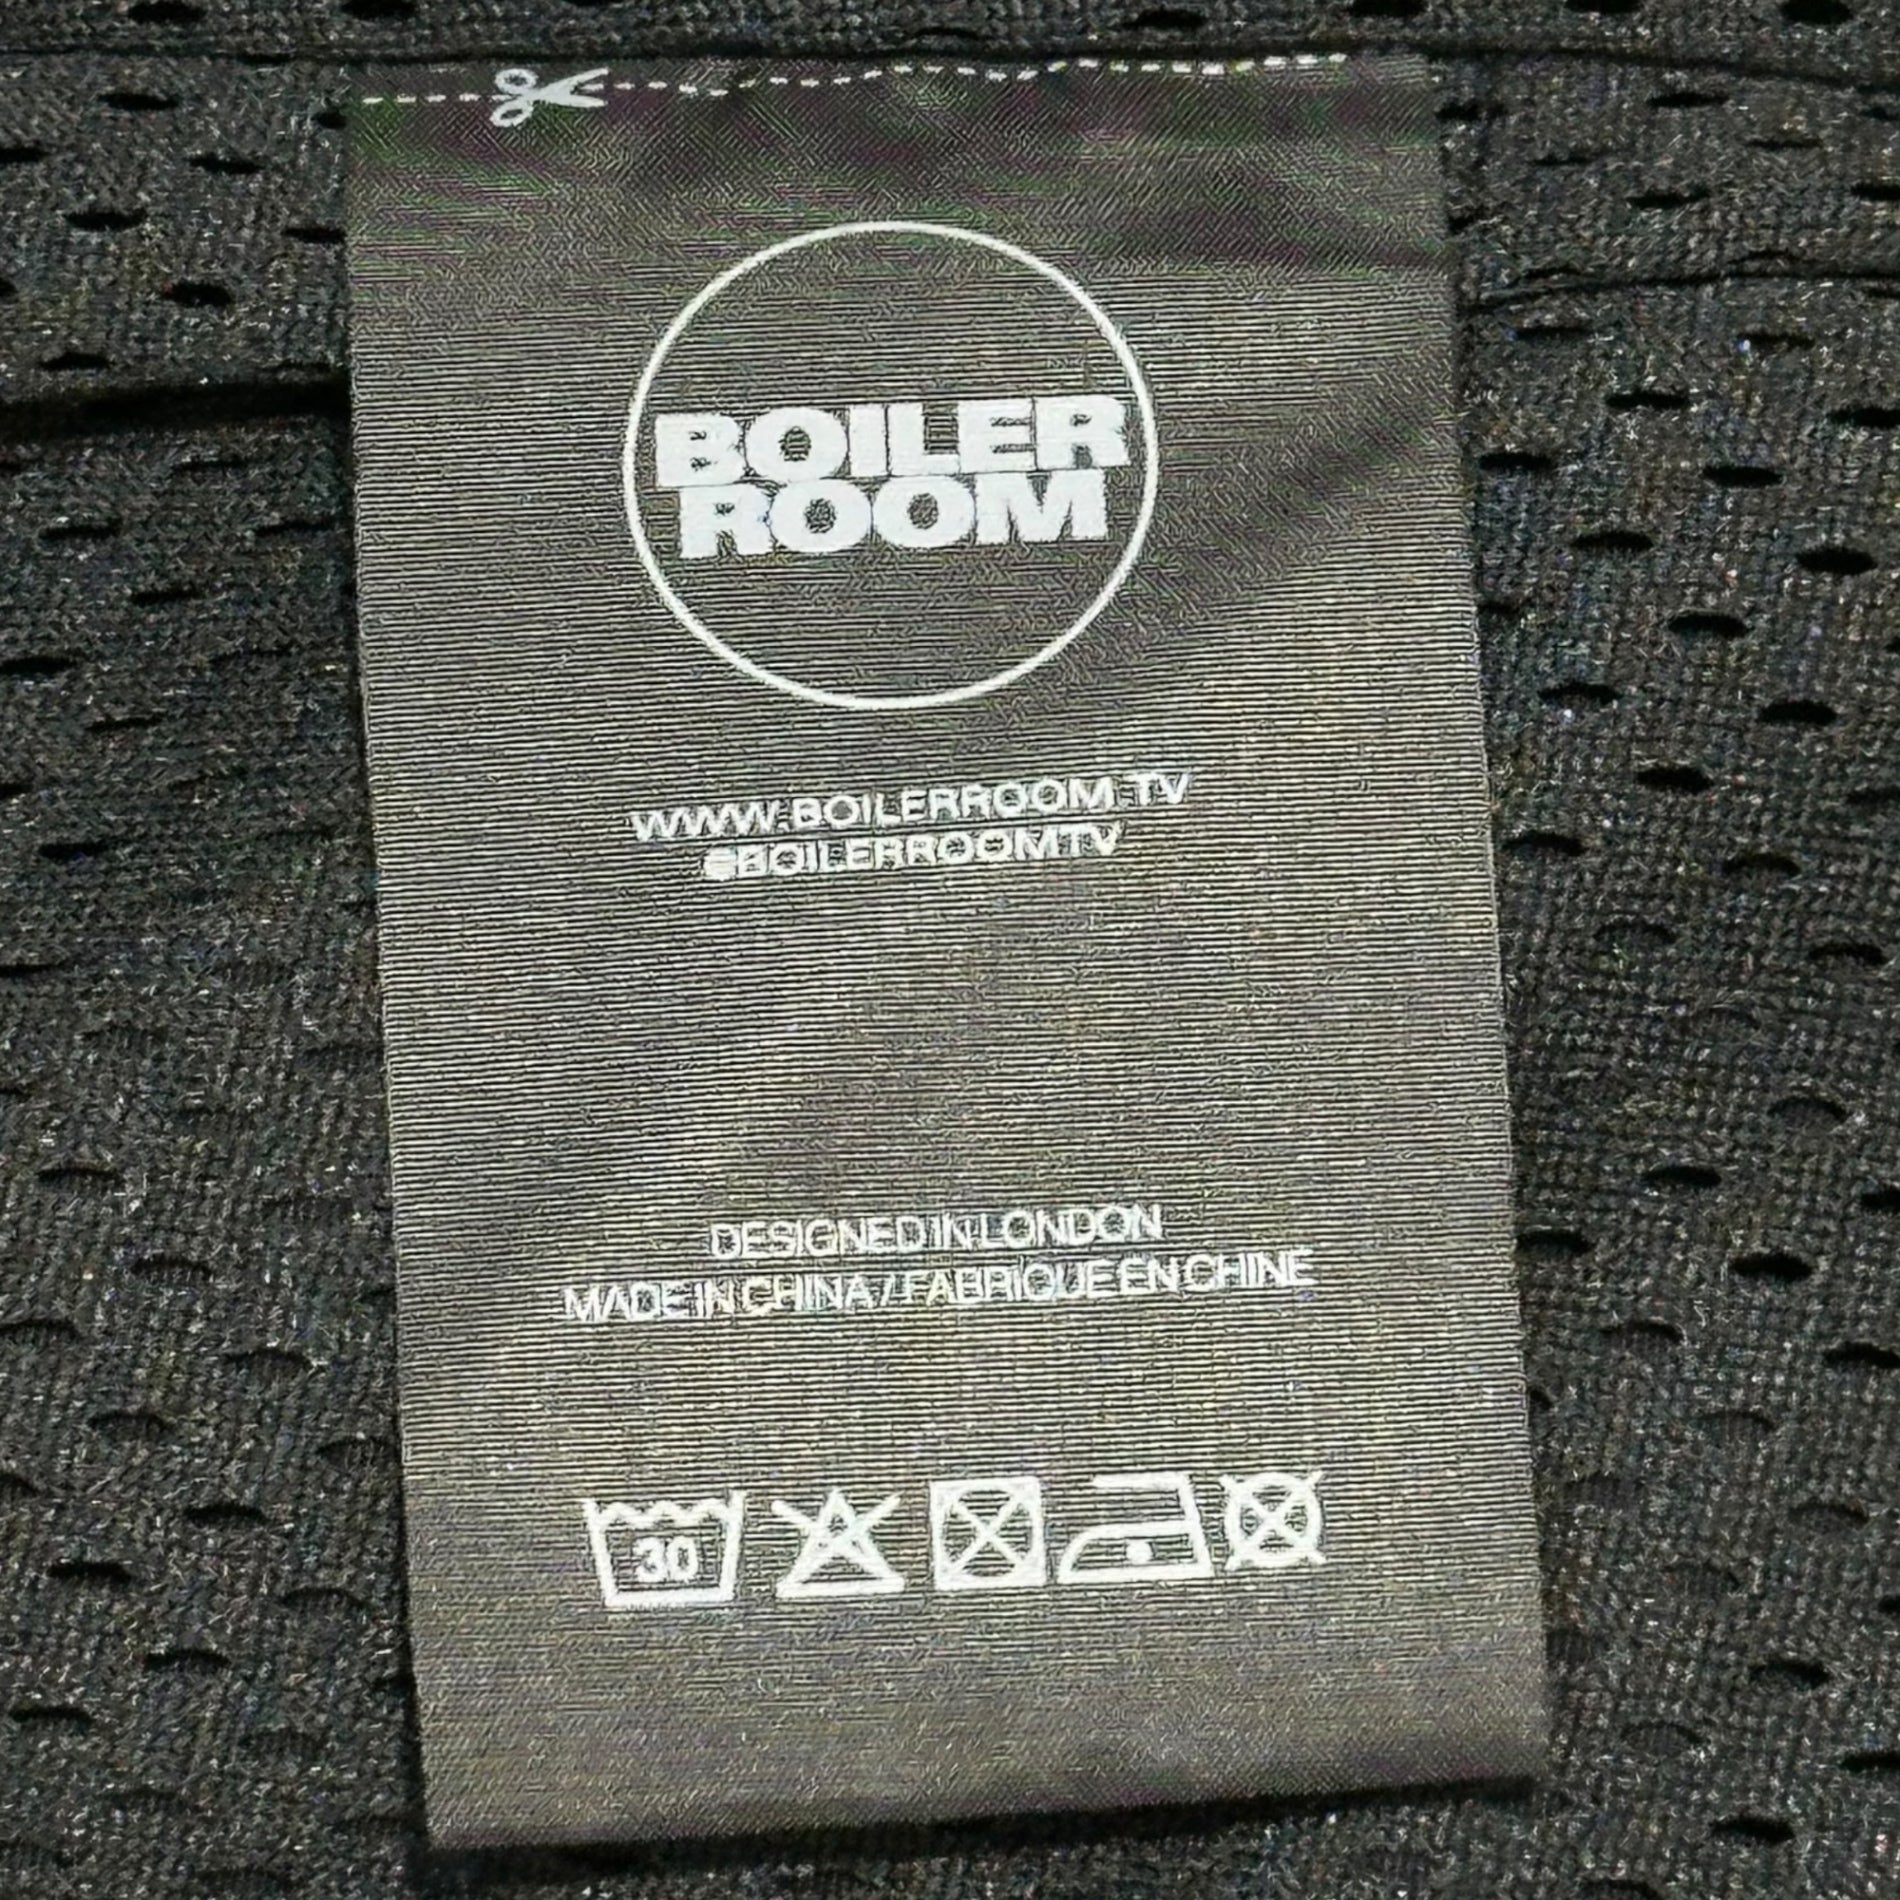 BOILER
ROOM
WWW.BOILERROOM.TV
@BOILERROOMTV
DESIGNED IN LONDON
MADE IN CHINA / FABRIQUE EN CHINE
30